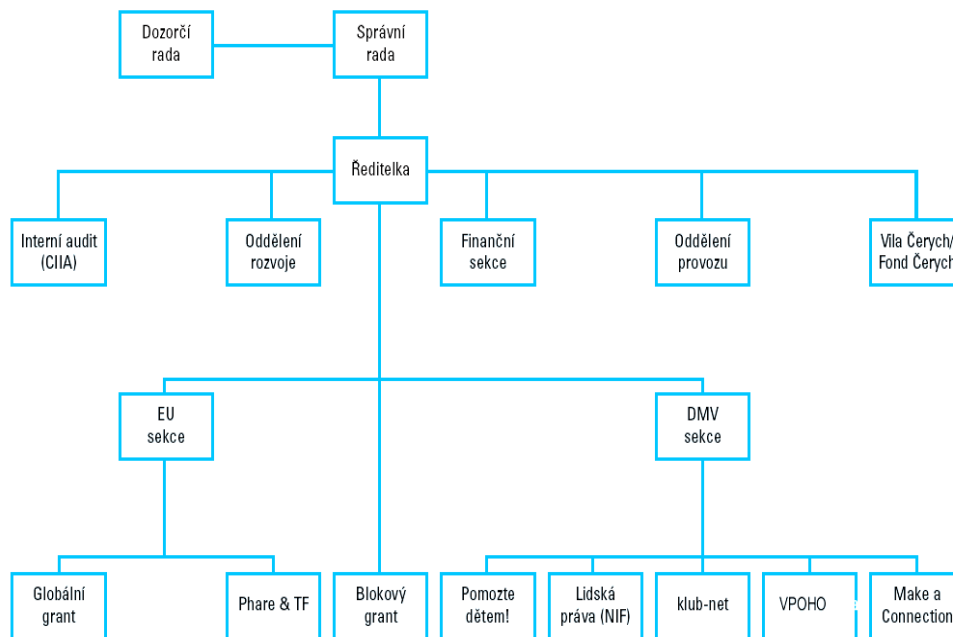 Dozorčí
rada
Správní
rada
Ředitelka
Interní audit
(CIIA)
Oddělení
rozvoje
Finanční
sekce
Oddělení
provozu
Vila Čerych/
Fond Čerych
EU
sekce
DMV
sekce
Globální
grant
Phare & TF
Blokový
grant
Pomozte
dětem!
Lidská
práva (NIF)
klub-net
VPOHO
Make a
Connection